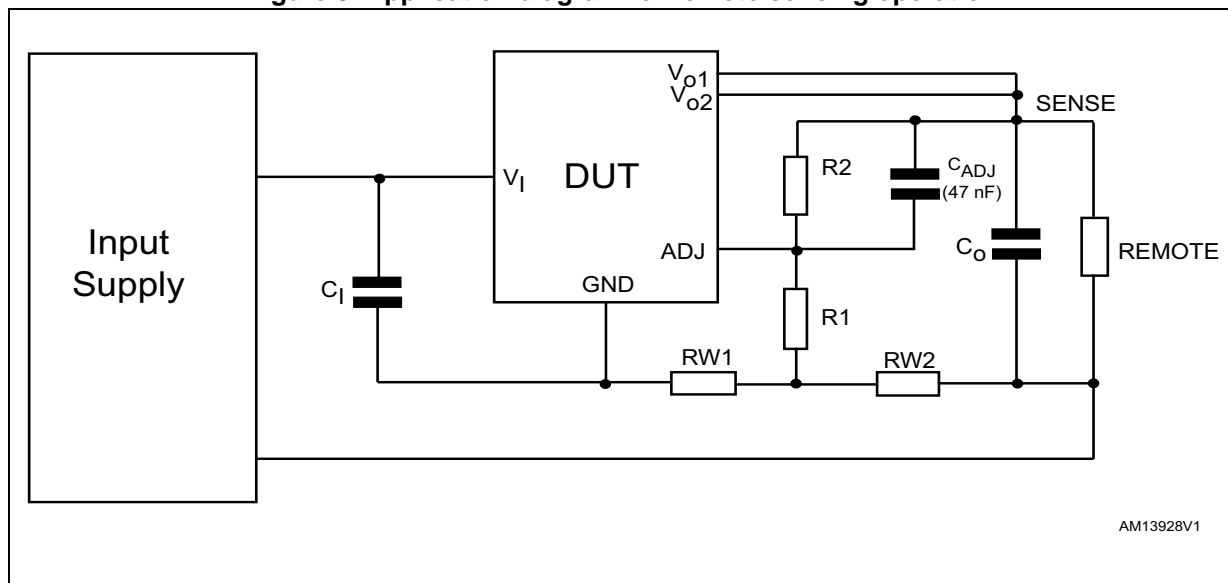 Vo1
Vo2
SENSE
R2
CADJ
(47 nF)
VI
DUT
Input
Supply
ADJ
Co
REMOTE
GND
CI
R1
RW1
RW2
AM13928V1